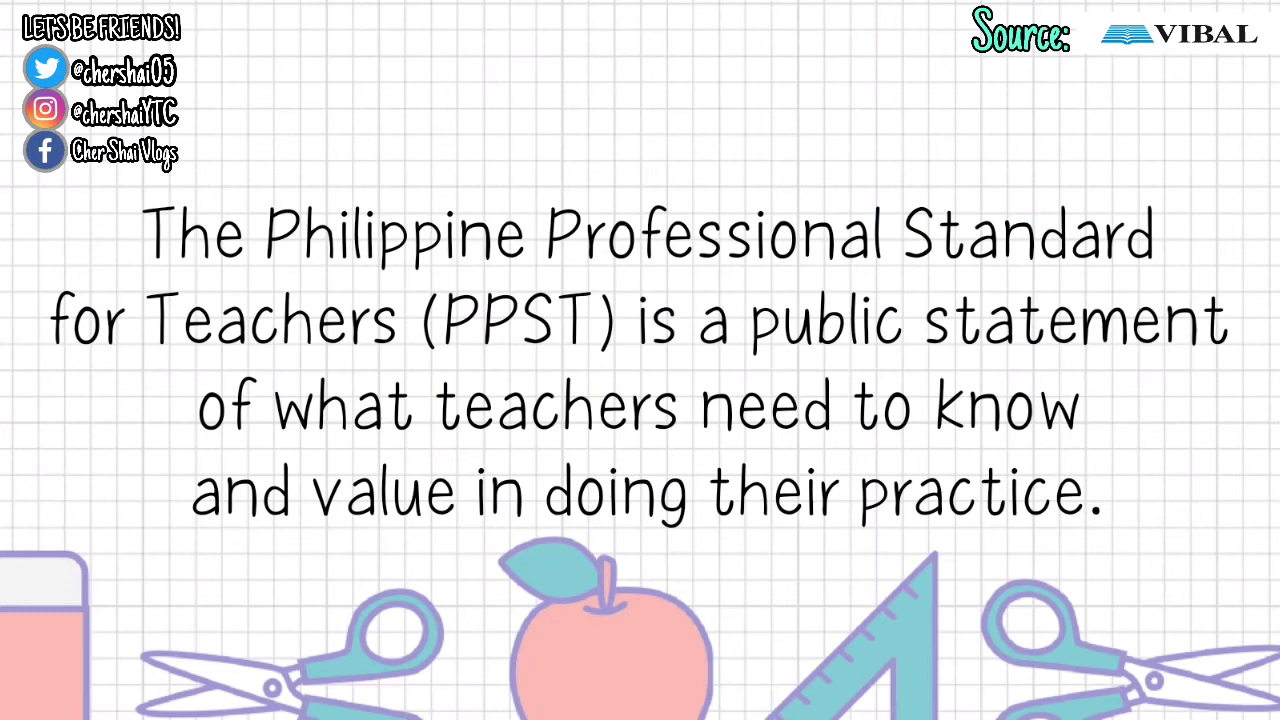 LET'S BE FRIENDS!
@chershai05
@chershaiYTC
Cher Shai Vlogs
Source: VIBAL
The Philippine Professional Standard
for Teachers (PPST) is a public statement
of what teachers need to know
and value in doing their practice.